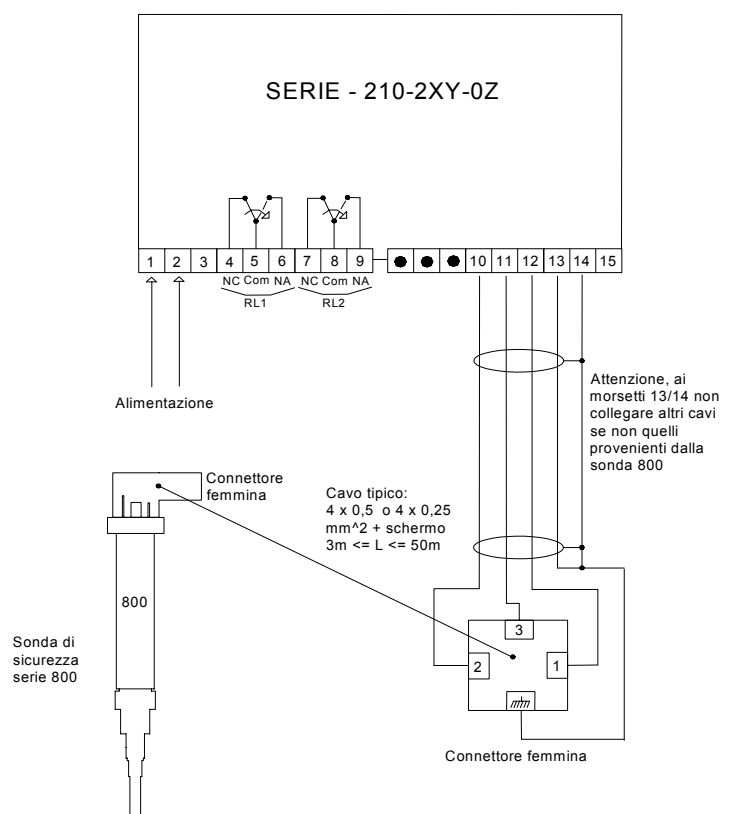 SERIE - 210-2XY-0Z
1 2 3 4 5 6 7 8 9 10 11 12 13 14 15
NC Com NA NC Com NA
RL1 RL2
Alimentazione
Attenzione, ai
morsetti 13/14 non
collegare altri cavi
se non quelli
provenienti dalla
sonda 800
Connettore
femmina
Cavo tipico:
4 x 0,5 o 4 x 0,25
mm^2 + schermo
3m <= L <= 50m
800
Sonda di
sicurezza
serie 800
3
2 1
Connettore femmina